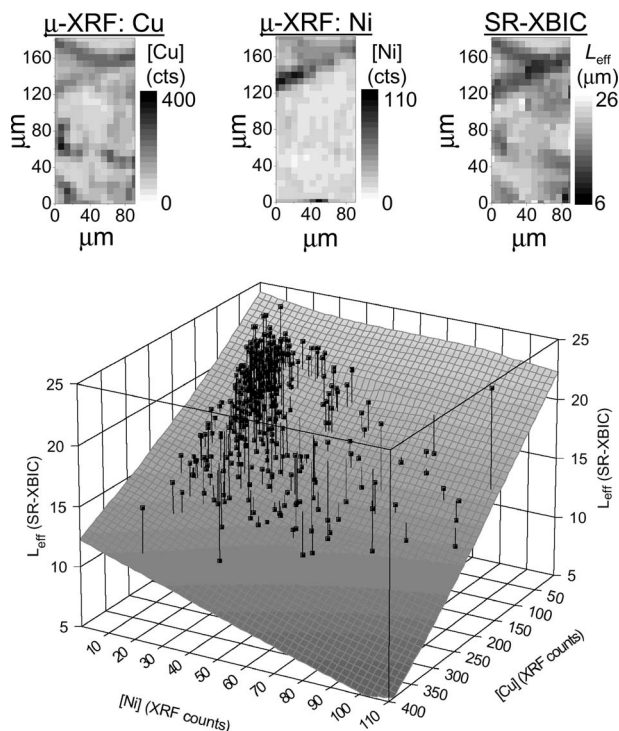 μ-XRF: Cu
μ-XRF: Ni
SR-XBIC
160
120
80
40
0
μm
0 40 80
μm
[Cu]
(cts)
400
0
160
120
80
40
0
μm
0 40 80
μm
[Ni]
(cts)
110
0
160
120
80
40
0
μm
0 40 80
μm
Leff
(μm)
26
6
25
20
15
10
5
Leff (SR-XBIC)
25
20
15
10
5
Leff (SR-XBIC)
10 20 30 40 50 60 70 80 90 100 110
[Ni] (XRF counts)
50
100
150
200
250
300
350
400
[Cu] (XRF counts)